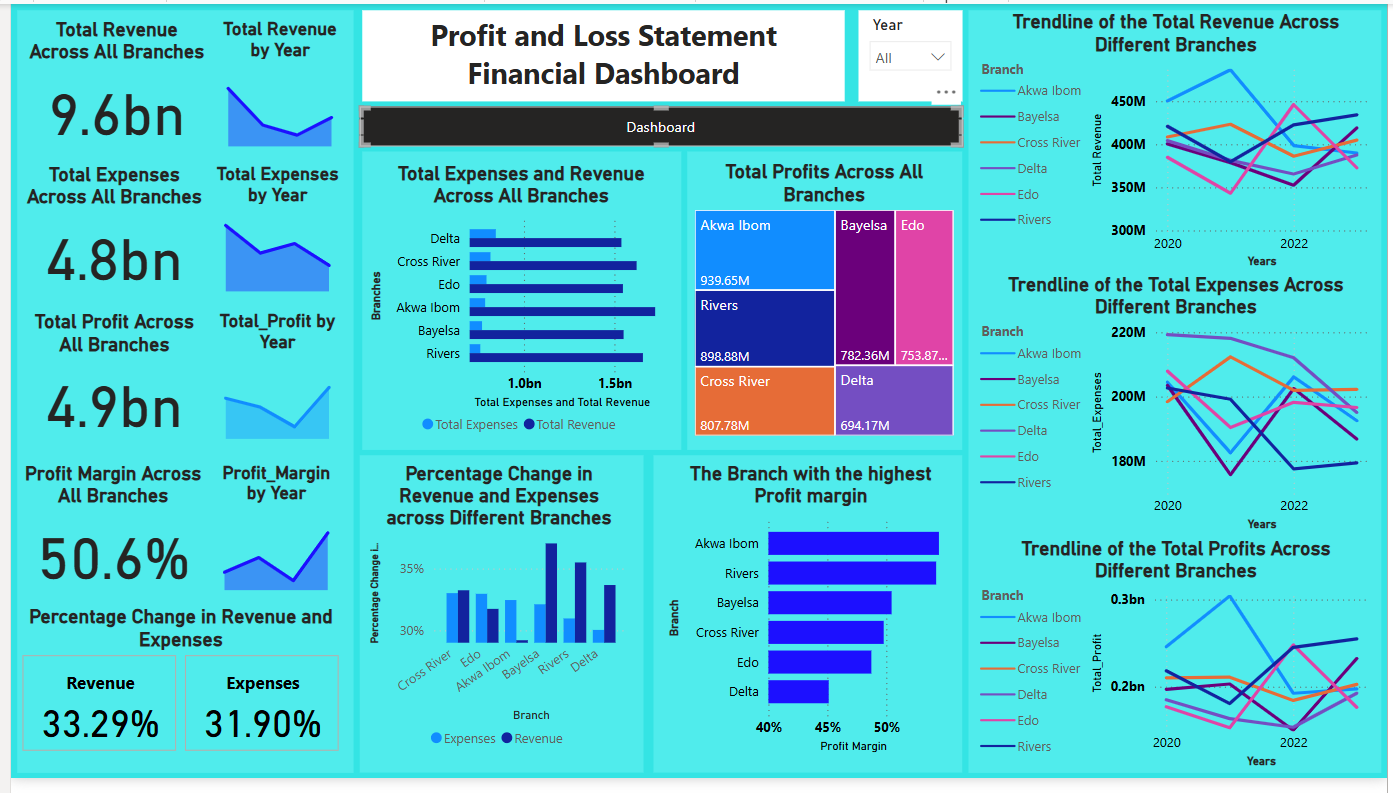 Total Revenue
Across All Branches
9.6bn
Total Revenue
by Year
Total Expenses
Across All Branches
4.8bn
Total Expenses
by Year
Total Profit Across
All Branches
4.9bn
Total_Profit by
Year
Profit Margin Across
All Branches
50.6%
Profit_Margin
by Year
Percentage Change in Revenue and
Expenses
Revenue
33.29%
Expenses
31.90%
Profit and Loss Statement
Financial Dashboard
Year
All
Dashboard
Total Expenses and Revenue
Across All Branches
Branches
Delta
Cross River
Edo
Akwa Ibom
Bayelsa
Rivers
1.0bn 1.5bn
Total Expenses and Total Revenue
Total Expenses Total Revenue
Total Profits Across All
Branches
Akwa Ibom
939.65M
Rivers
898.88M
Cross River
807.78M
Bayelsa
782.36M
Edo
753.87...
Delta
694.17M
Percentage Change in
Revenue and Expenses
across Different Branches
Percentage Change i...
35%
30%
Cross River
Edo
Akwa Ibom
Bayelsa
Rivers
Delta
Branch
Expenses Revenue
The Branch with the highest
Profit margin
Branch
Akwa Ibom
Rivers
Bayelsa
Cross River
Edo
Delta
40% 45% 50%
Profit Margin
Trendline of the Total Revenue Across
Different Branches
Branch
Akwa Ibom
Bayelsa
Cross River
Delta
Edo
Rivers
Total Revenue
450M
400M
350M
300M
2020 2022
Years
Trendline of the Total Expenses Across
Different Branches
Branch
Akwa Ibom
Bayelsa
Cross River
Delta
Edo
Rivers
Total_Expenses
220M
200M
180M
2020 2022
Years
Trendline of the Total Profits Across
Different Branches
Branch
Akwa Ibom
Bayelsa
Cross River
Delta
Edo
Rivers
Total_Profit
0.3bn
0.2bn
2020 2022
Years